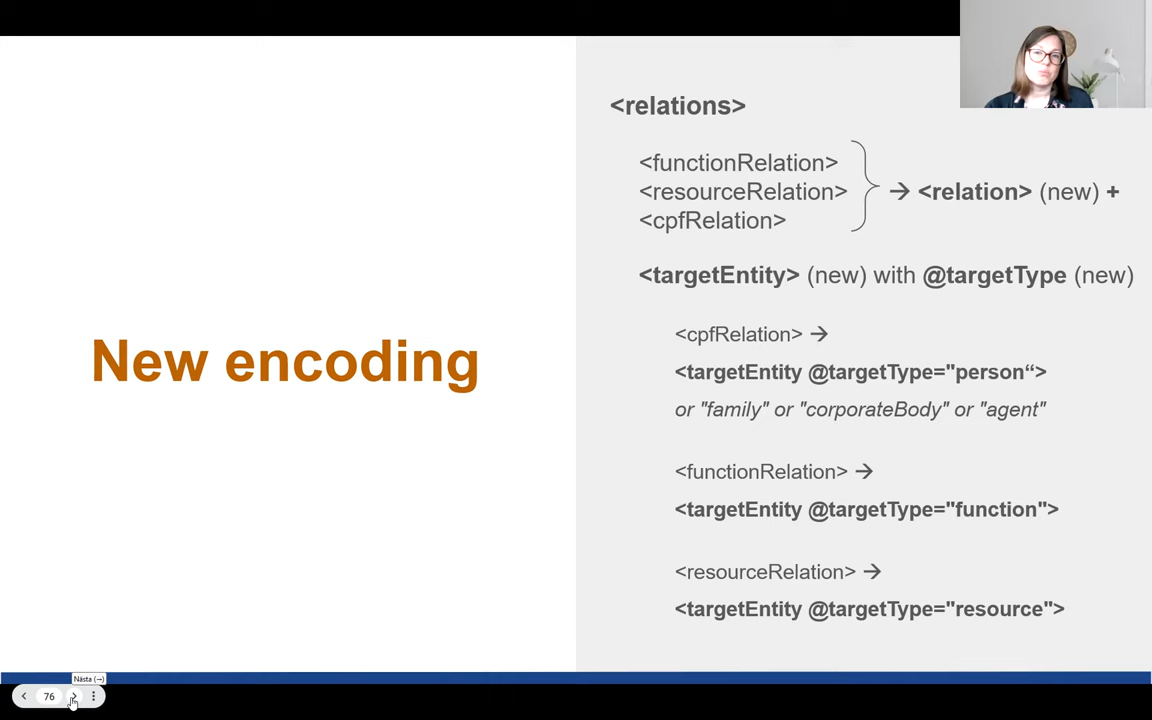 <relations>
<functionRelation>
<resourceRelation> → <relation> (new) +
<cpfRelation>
<targetEntity> (new) with @targetType (new)
<cpfRelation> →
<targetEntity @targetType="person“>
or "family" or "corporateBody" or "agent"
New encoding
<functionRelation> →
<targetEntity @targetType="function">
<resourceRelation> →
<targetEntity @targetType="resource">
Nästa (→)
76